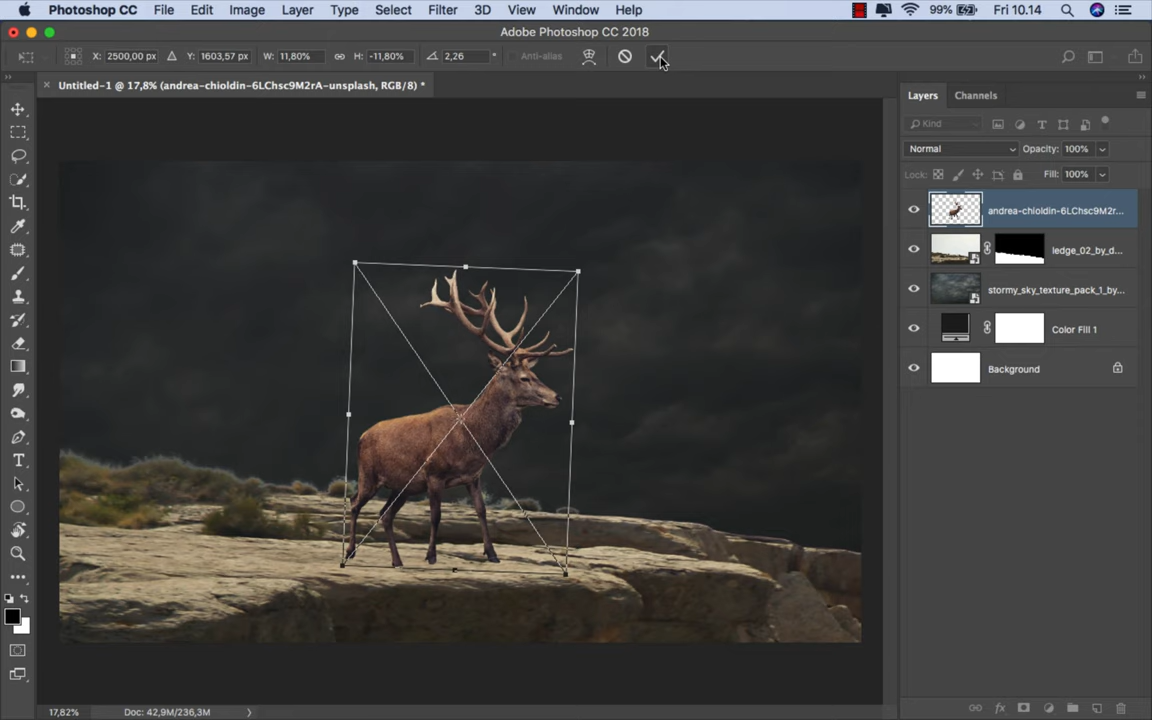 Photoshop CC File Edit Image Layer Type Select Filter 3D View Window Help 99% Fri 10.14
Adobe Photoshop CC 2018
X: 2500,00 px Y: 1603,57 px W: 11,80% H: -11,80% 2,26 ° Anti-alias
Untitled-1 @ 17,8% (andrea-chioldin-6LChsc9M2rA-unsplash, RGB/8) *
Layers Channels
Kind
Normal Opacity: 100%
Lock: Fill: 100%
andrea-chioldin-6LChsc9M2r...
ledge_02_by_d...
stormy_sky_texture_pack_1_by...
Color Fill 1
Background
17,82% Doc: 42,9M/236,3M